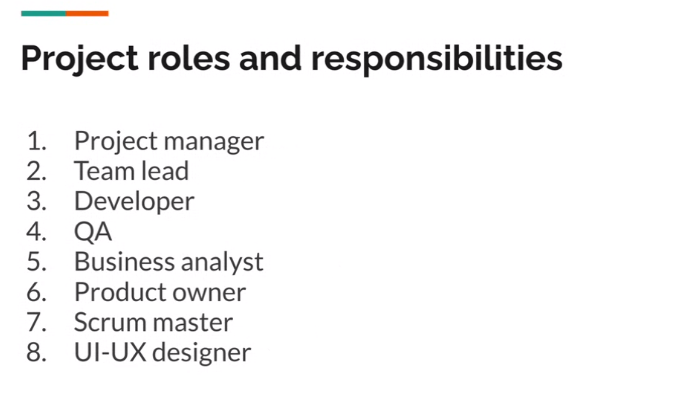 Project roles and responsibilities
1. Project manager
2. Team lead
3. Developer
4. QA
5. Business analyst
6. Product owner
7. Scrum master
8. UI-UX designer